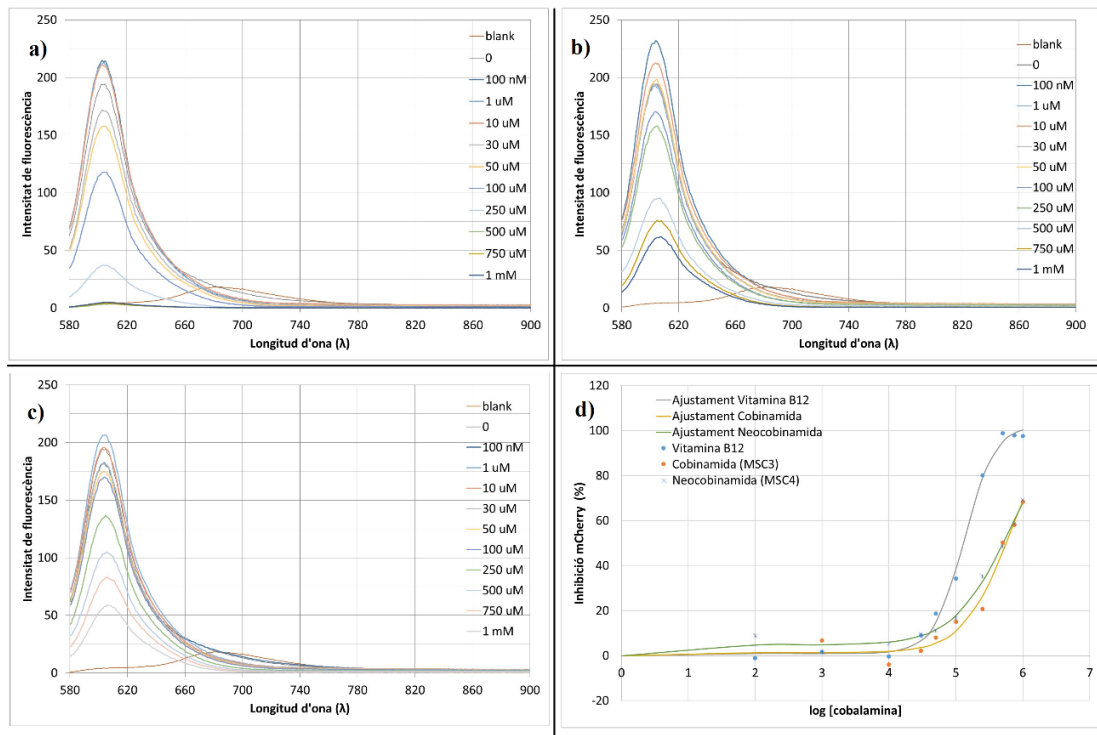 a)
Intensitat de fluorescència
250
200
150
100
50
0
580 620 660 700 740 780 820 860 900
Longitud d'ona (λ)
blank
0
100 nM
1 uM
10 uM
30 uM
50 uM
100 uM
250 uM
500 uM
750 uM
1 mM
b)
Intensitat de fluorescència
250
200
150
100
50
0
580 620 660 700 740 780 820 860 900
Longitud d'ona (λ)
blank
0
100 nM
1 uM
10 uM
30 uM
50 uM
100 uM
250 uM
500 uM
750 uM
1 mM
c)
Intensitat de fluorescència
250
200
150
100
50
0
580 620 660 700 740 780 820 860 900
Longitud d'ona (λ)
blank
0
100 nM
1 uM
10 uM
30 uM
50 uM
100 uM
250 uM
500 uM
750 uM
1 mM
d)
Inhibició mCherry (%)
120
100
80
60
40
20
0
-20
0 1 2 3 4 5 6 7
log [cobalamina]
Ajustament Vitamina B12
Ajustament Cobinamida
Ajustament Neocobinamida
Vitamina B12
Cobinamida (MSC3)
Neocobinamida (MSC4)